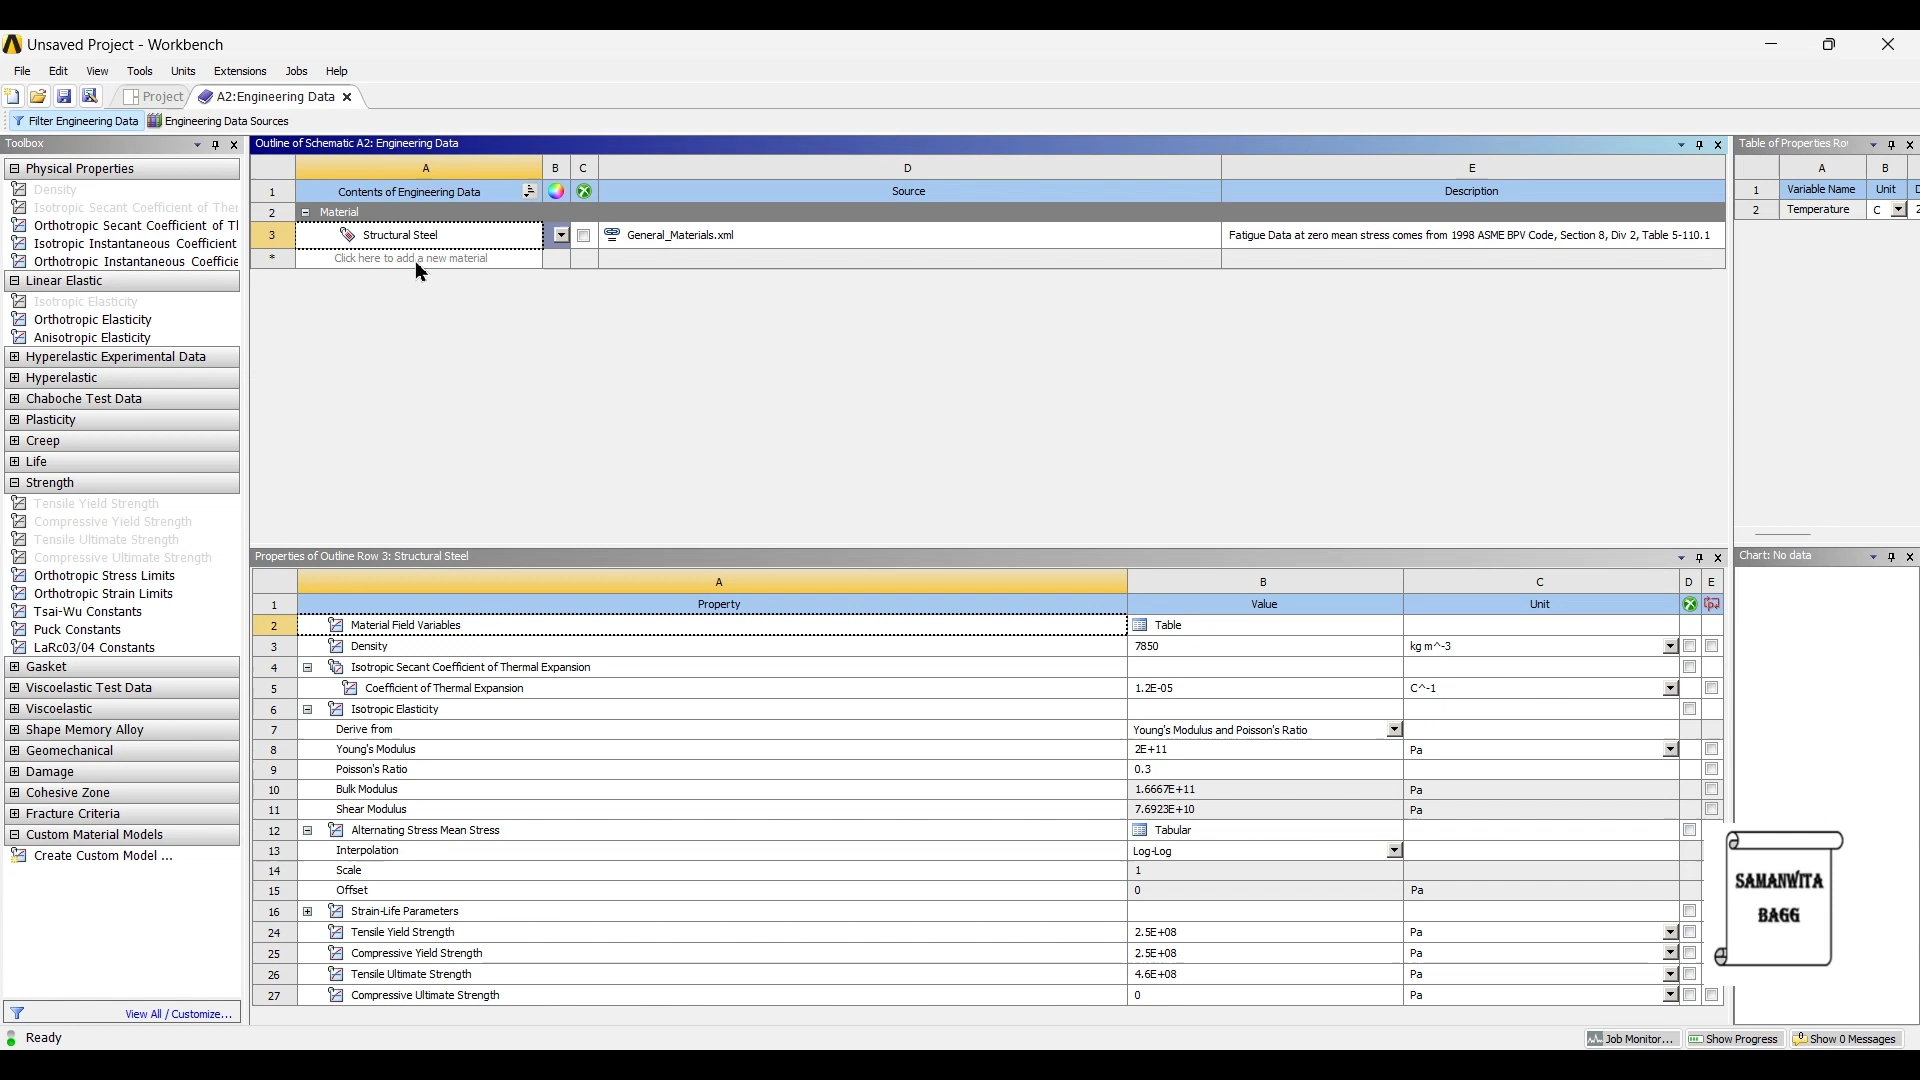 Unsaved Project - Workbench
File Edit View Tools Units Extensions Jobs Help
Project A2:Engineering Data
Filter Engineering Data Engineering Data Sources
Toolbox
Physical Properties
Density
Isotropic Secant Coefficient of Ther
Orthotropic Secant Coefficient of Tl
Isotropic Instantaneous Coefficient
Orthotropic Instantaneous Coefficie
Linear Elastic
Isotropic Elasticity
Orthotropic Elasticity
Anisotropic Elasticity
Hyperelastic Experimental Data
Hyperelastic
Chaboche Test Data
Plasticity
Creep
Life
Strength
Tensile Yield Strength
Compressive Yield Strength
Tensile Ultimate Strength
Compressive Ultimate Strength
Orthotropic Stress Limits
Orthotropic Strain Limits
Tsai-Wu Constants
Puck Constants
LaRc03/04 Constants
Gasket
Viscoelastic Test Data
Viscoelastic
Shape Memory Alloy
Geomechanical
Damage
Cohesive Zone
Fracture Criteria
Custom Material Models
Create Custom Model ...
View All / Customize...
Outline of Schematic A2: Engineering Data
A B C D E
1 Contents of Engineering Data Source Description
2 Material
3 Structural Steel General_Materials.xml Fatigue Data at zero mean stress comes from 1998 ASME BPV Code, Section 8, Div 2, Table 5-110.1
* Click here to add a new material
Properties of Outline Row 3: Structural Steel
A B C D E
1 Property Value Unit
2 Material Field Variables Table
3 Density 7850 kg m^-3
4 Isotropic Secant Coefficient of Thermal Expansion
5 Coefficient of Thermal Expansion 1.2E-05 C^-1
6 Isotropic Elasticity
7 Derive from Young's Modulus and Poisson's Ratio
8 Young's Modulus 2E+11 Pa
9 Poisson's Ratio 0.3
10 Bulk Modulus 1.6667E+11 Pa
11 Shear Modulus 7.6923E+10 Pa
12 Alternating Stress Mean Stress Tabular
13 Interpolation Log-Log
14 Scale 1
15 Offset 0 Pa
16 Strain-Life Parameters
24 Tensile Yield Strength 2.5E+08 Pa
25 Compressive Yield Strength 2.5E+08 Pa
26 Tensile Ultimate Strength 4.6E+08 Pa
27 Compressive Ultimate Strength 0 Pa
Table of Properties Ro
A B
1 Variable Name Unit
2 Temperature C 2
Chart: No data
SAMANWITA
BAGG
Ready
Job Monitor... Show Progress Show 0 Messages